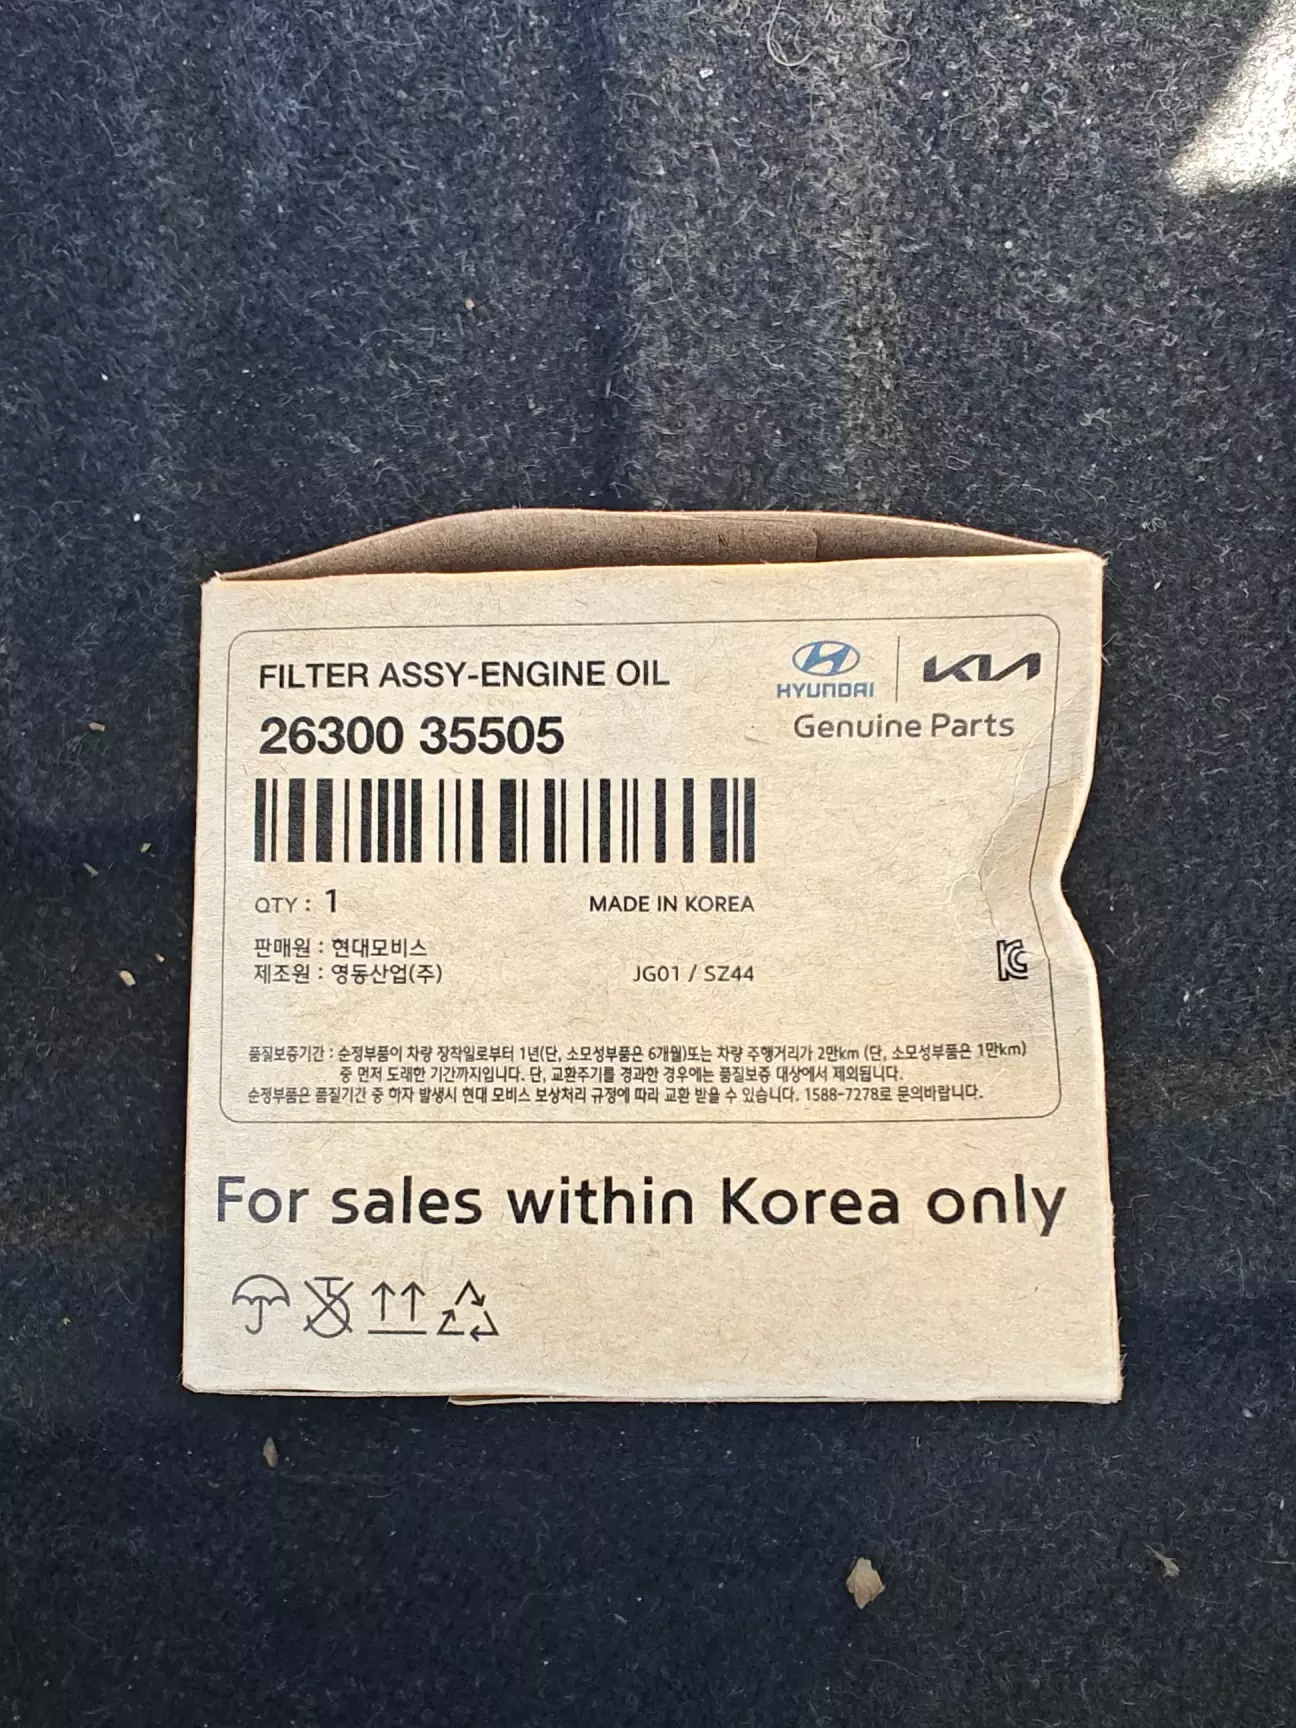 FILTER ASSY-ENGINE OIL
26300 35505
HYUNDAI
KIA
Genuine Parts
QTY : 1
MADE IN KOREA
판매원 : 현대모비스
제조원 : 영동산업(주)
JG01 / SZ44
품질보증기간 : 순정부품이 차량 장착일로부터 1년(단, 소모성부품은 6개월)또는 차량 주행거리가 2만km (단, 소모성부품은 1만km)
중 먼저 도래한 기간까지입니다. 단, 교환주기를 경과한 경우에는 품질보증 대상에서 제외됩니다.
순정부품은 품질기간 중 하자 발생시 현대 모비스 보상처리 규정에 따라 교환 받을 수 있습니다. 1588-7278로 문의바랍니다.
For sales within Korea only